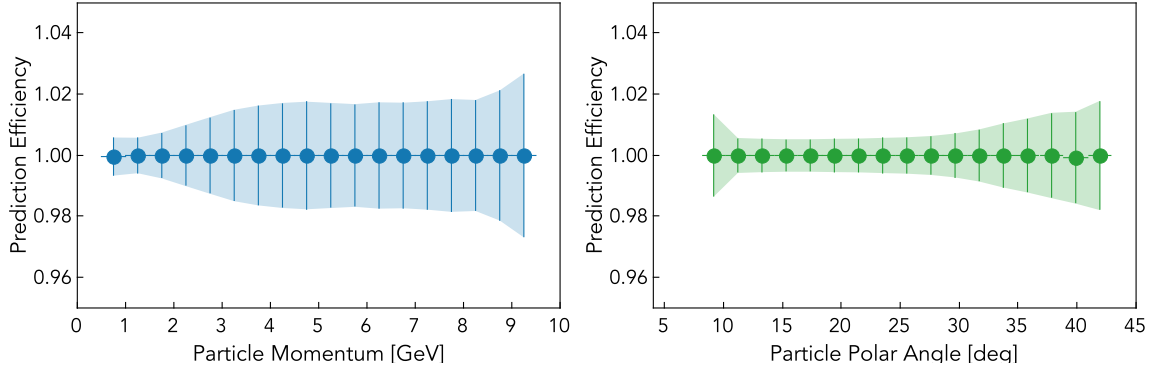 Prediction Efficiency
1.04
1.02
1.00
0.98
0.96
0 1 2 3 4 5 6 7 8 9 10
Particle Momentum [GeV]
Prediction Efficiency
1.04
1.02
1.00
0.98
0.96
5 10 15 20 25 30 35 40 45
Particle Polar Angle [deg]